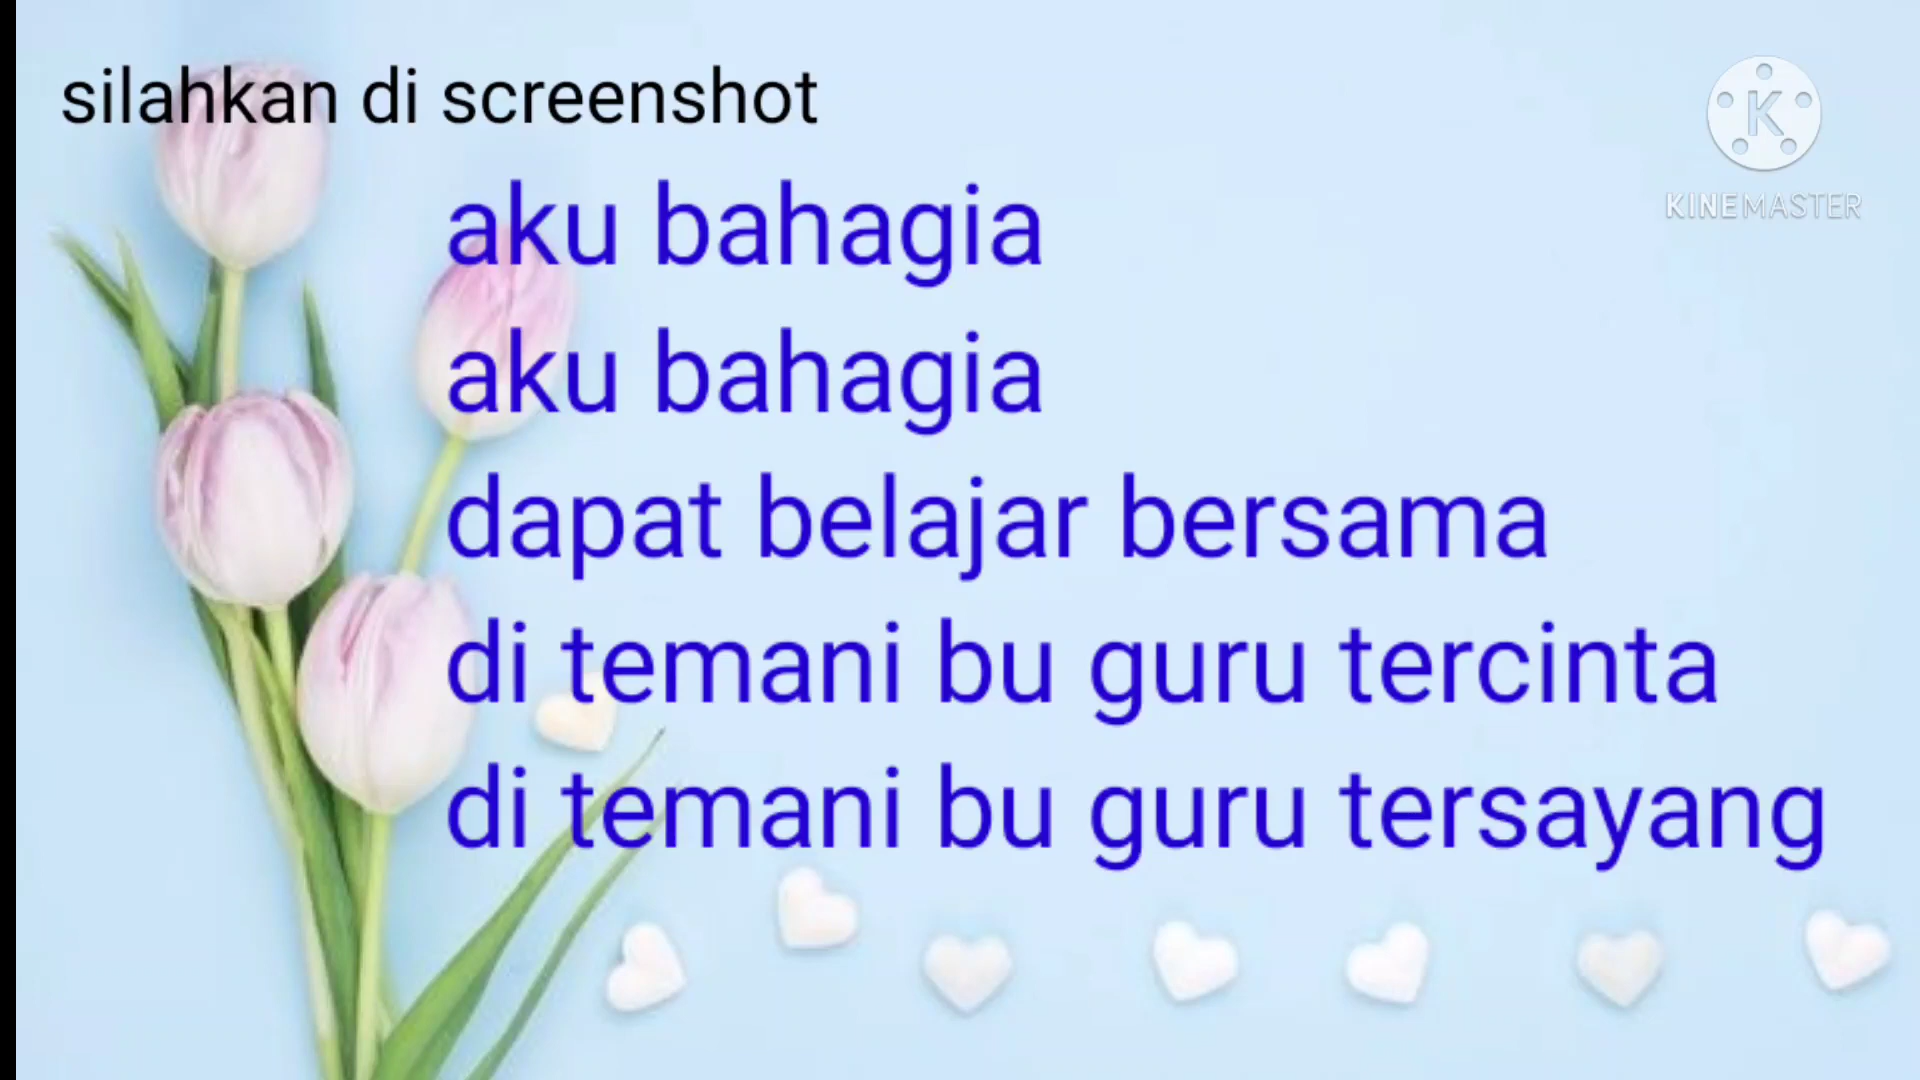 silahkan di screenshot
KINEMASTER
aku bahagia
aku bahagia
dapat belajar bersama
di temani bu guru tercinta
di temani bu guru tersayang